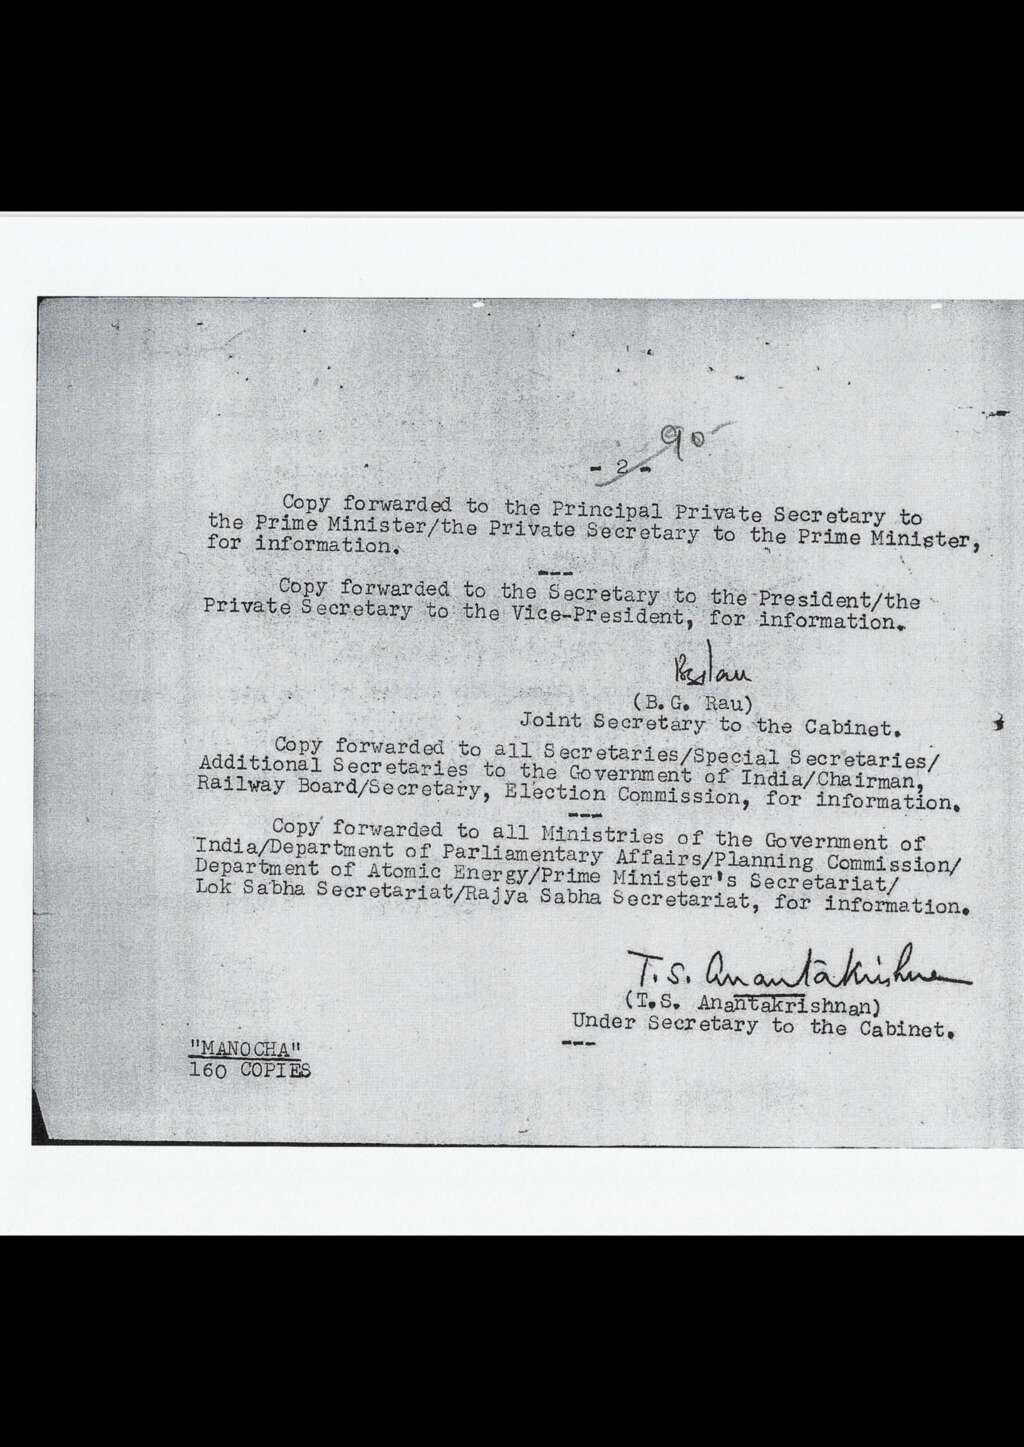 90
- 2 -
Copy forwarded to the Principal Private Secretary to
the Prime Minister/the Private Secretary to the Prime Minister,
for information.
---
Copy forwarded to the Secretary to the President/the
Private Secretary to the Vice-President, for information.
(B.G. Rau)
Joint Secretary to the Cabinet.
Copy forwarded to all Secretaries/Special Secretaries/
Additional Secretaries to the Government of India/Chairman,
Railway Board/Secretary, Election Commission, for information.
---
Copy forwarded to all Ministries of the Government of
India/Department of Parliamentary Affairs/Planning Commission/
Department of Atomic Energy/Prime Minister's Secretariat/
Lok Sabha Secretariat/Rajya Sabha Secretariat, for information.
T.S. Anantakrishna
(T.S. Anantakrishnan)
Under Secretary to the Cabinet.
---
"MANOCHA"
160 COPIES